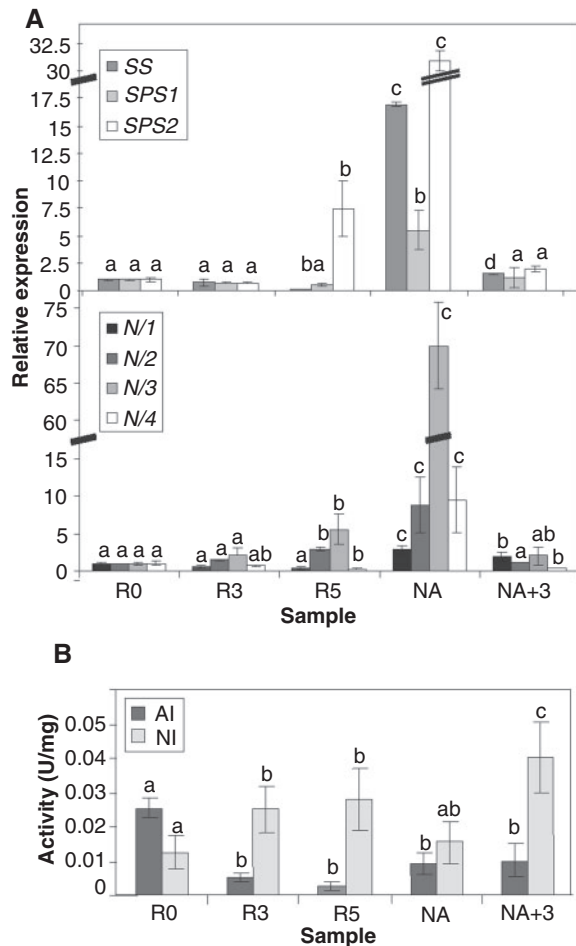 A
Relative expression
32.5
30
17.5
15
12.5
10
7.5
5
2.5
0
SS
SPS1
SPS2
a a a
a a a
ba b
c b c
d a a
75
70
65
60
15
10
5
0
N/1
N/2
N/3
N/4
a a a a
a a a ab
a b b b
c c c c
b a ab b
R0 R3 R5 NA NA+3
Sample
B
Activity (U/mg)
0.05
0.04
0.03
0.02
0.01
0
AI
NI
a a
b b
b b
b ab
b c
R0 R3 R5 NA NA+3
Sample